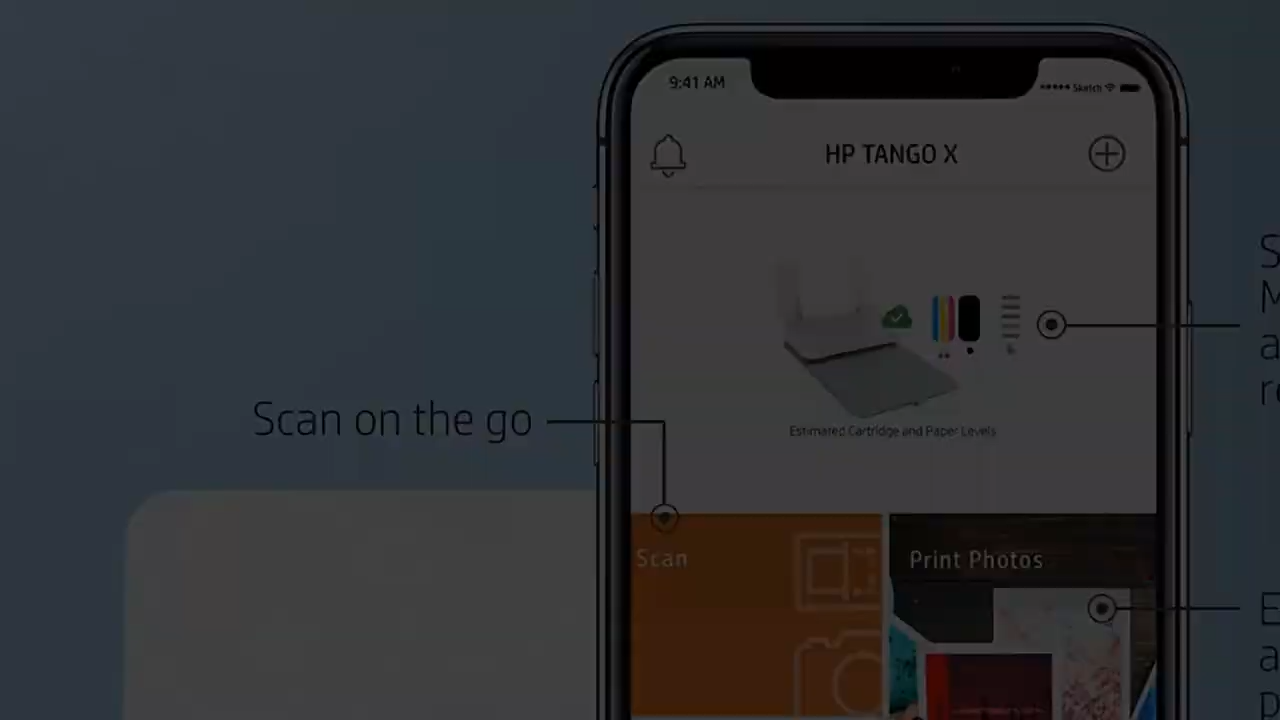 9:41 AM
Sketch
HP TANGO X
Estimated Cartridge and Paper Levels
Scan on the go
Scan
Print Photos